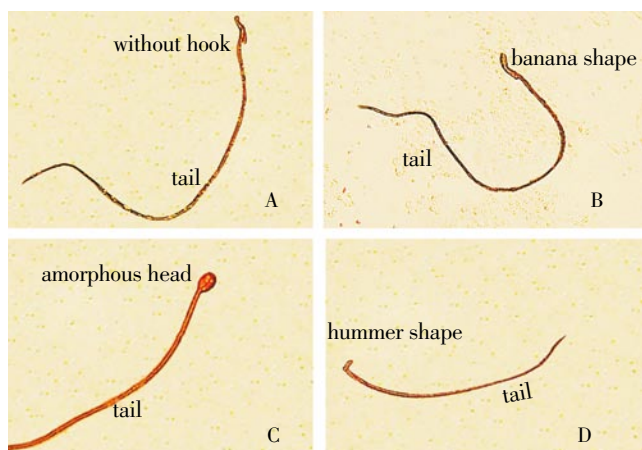 without hook
tail
A
banana shape
tail
B
amorphous head
tail
C
hummer shape
tail
D